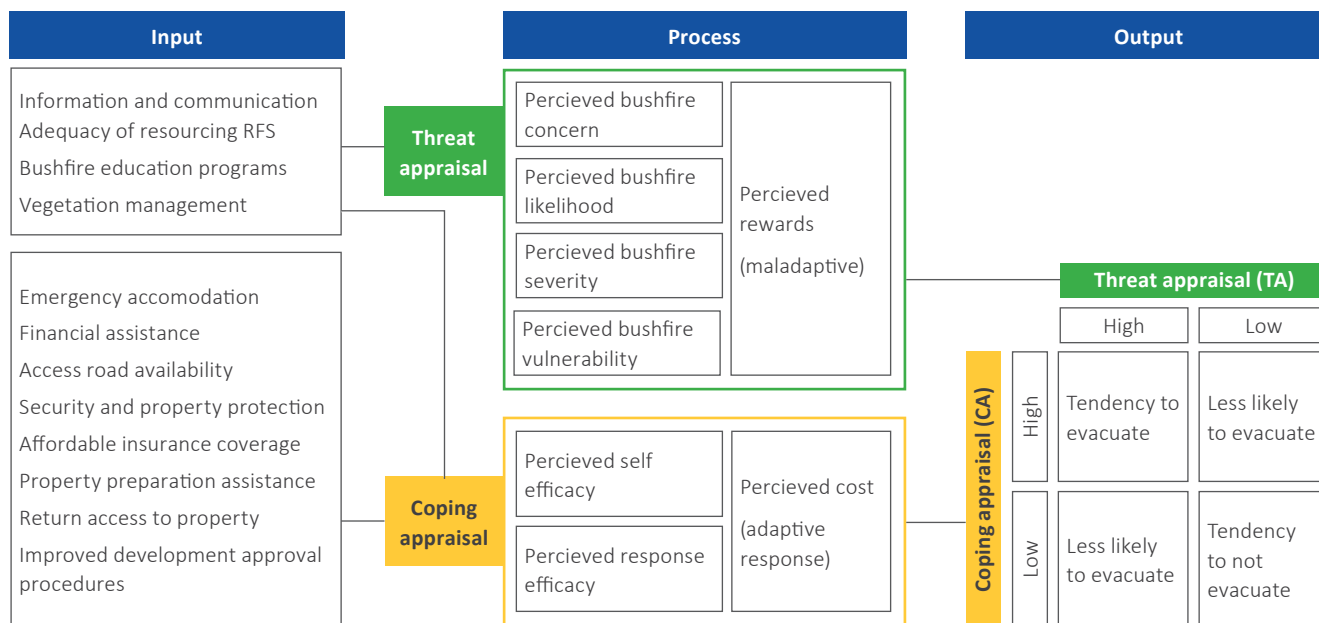 Input
Process
Output
Information and communication
Adequacy of resourcing RFS
Bushfire education programs
Vegetation management
Emergency accomodation
Financial assistance
Access road availability
Security and property protection
Affordable insurance coverage
Property preparation assistance
Return access to property
Improved development approval
procedures
Threat
appraisal
Coping
appraisal
Percieved bushfire
concern
Percieved bushfire
likelihood
Percieved bushfire
severity
Percieved bushfire
vulnerability
Percieved
rewards
(maladaptive)
Percieved self
efficacy
Percieved response
efficacy
Percieved cost
(adaptive
response)
Threat appraisal (TA)
High
Low
Coping appraisal (CA)
High
Tendency to
evacuate
Less likely
to evacuate
Low
Less likely
to evacuate
Tendency
to not
evacuate